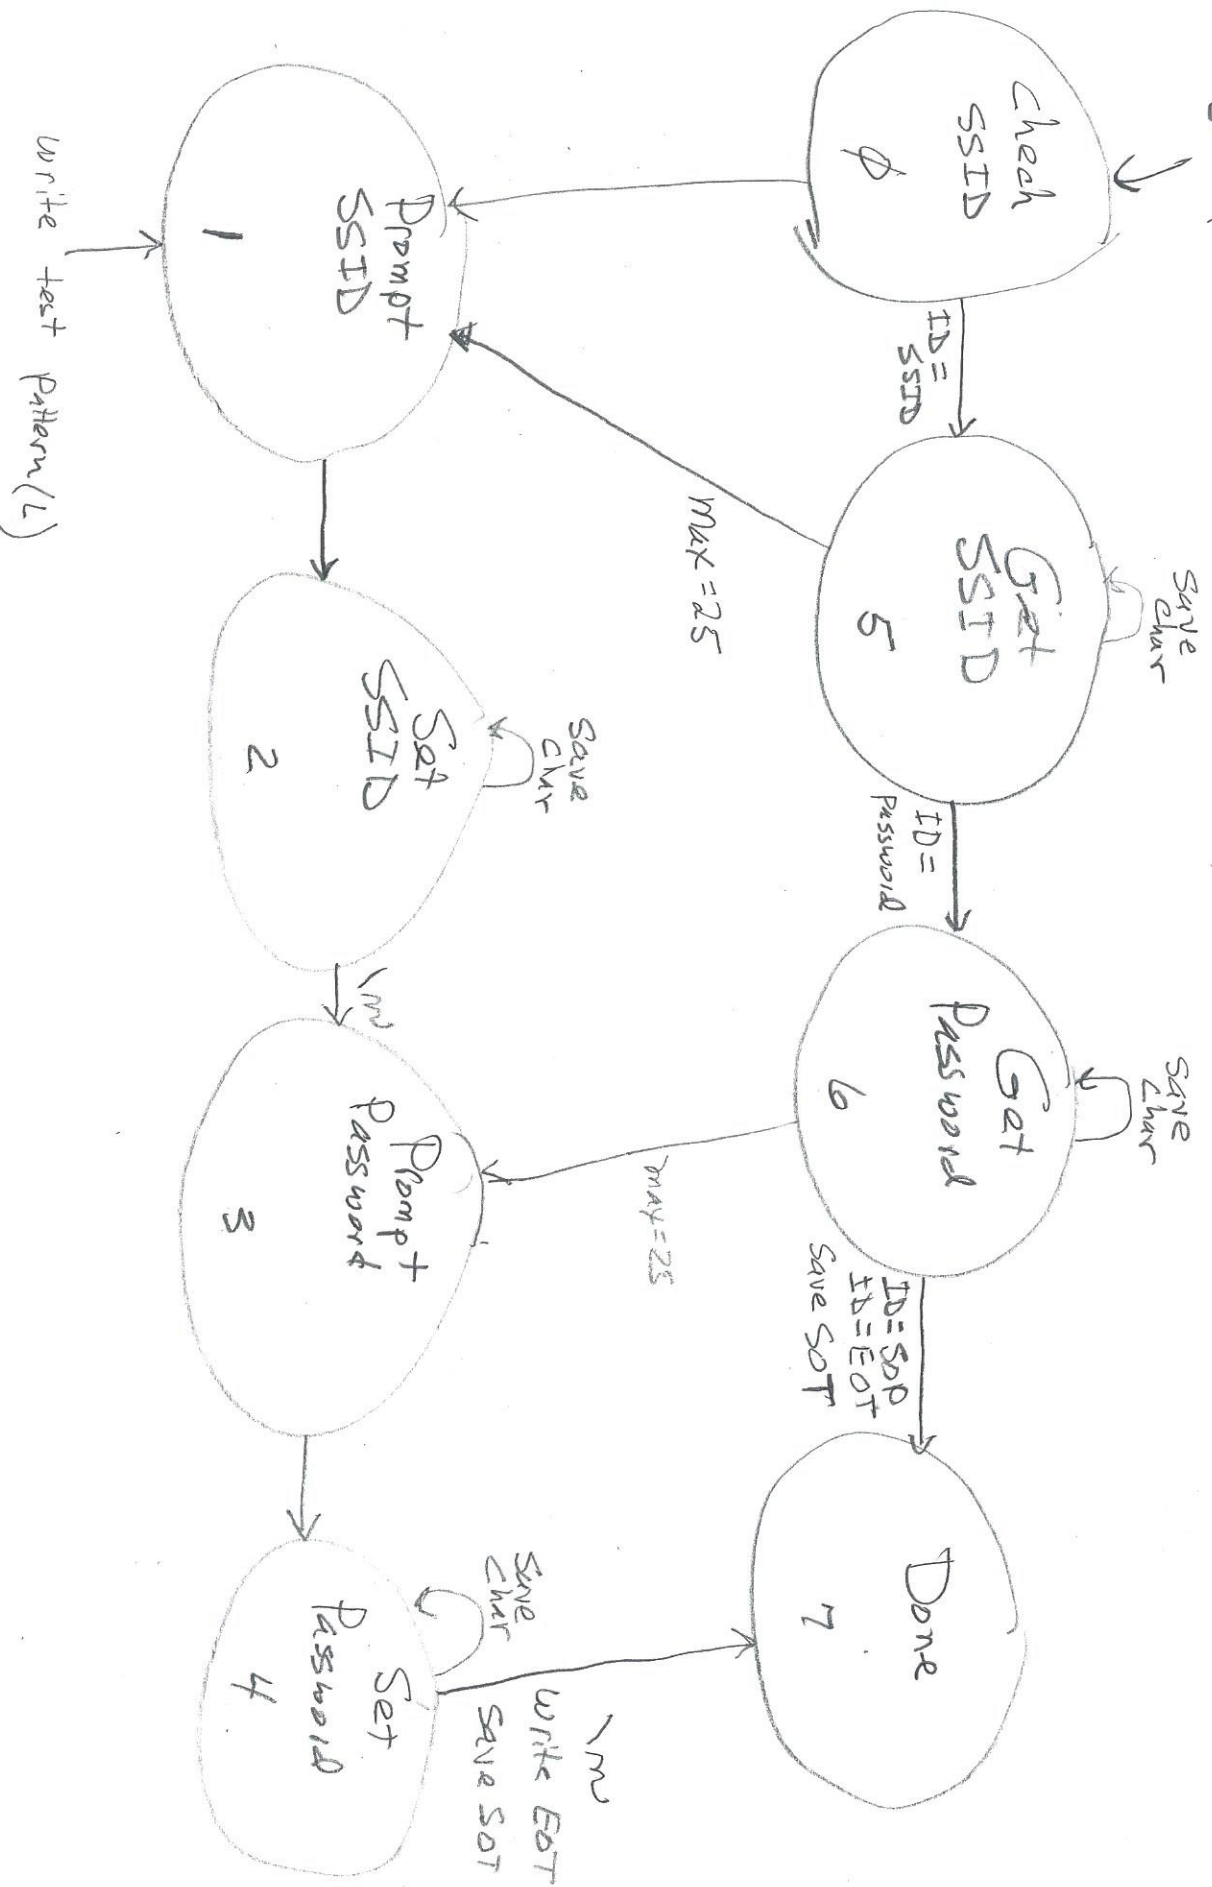 Check
SSID
φ
ID=
SSID
Save
Char
Get
SSID
5
ID=
Password
Save
Char
Get
Password
6
ID=SOP
ID=EOT
Save SOT
Done
7
max=25
max=25
Prompt
SSID
1
Save
Char
Set
SSID
2
\n
Prompt
Password
3
Save
Char
Set
Password
4
\n
Write EOT
Save SOT
write test pattern(L)